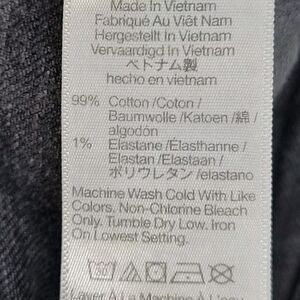 Made In Vietnam
Fabriqué Au Viêt Nam
Hergestellt In Vietnam
Vervaardigd In Vietnam
ベトナム製
hecho en vietnam
99% Cotton /Coton /
Baumwolle /Katoen /綿 /
algodón
1% Elastane /Élasthanne /
Elastan /Elastaan /
ポリウレタン /elastano
Machine Wash Cold With Like
Colors. Non-Chlorine Bleach
Only. Tumble Dry Low. Iron
On Lowest Setting.
Laver À La Machine À